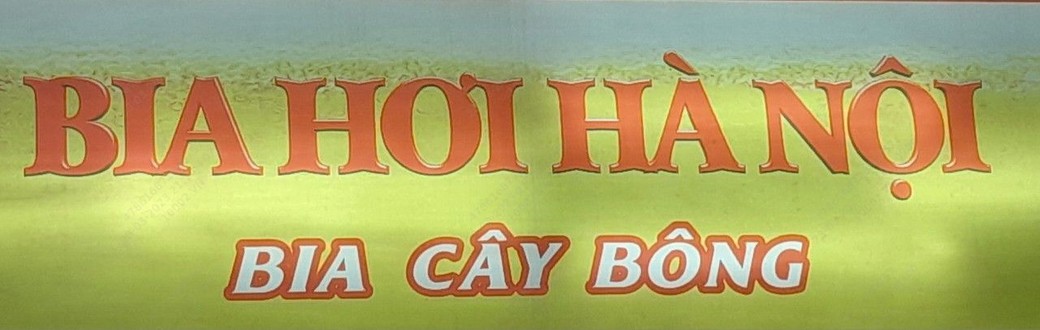 BIA HƠI HÀ NỘI
BIA CÂY BÔNG